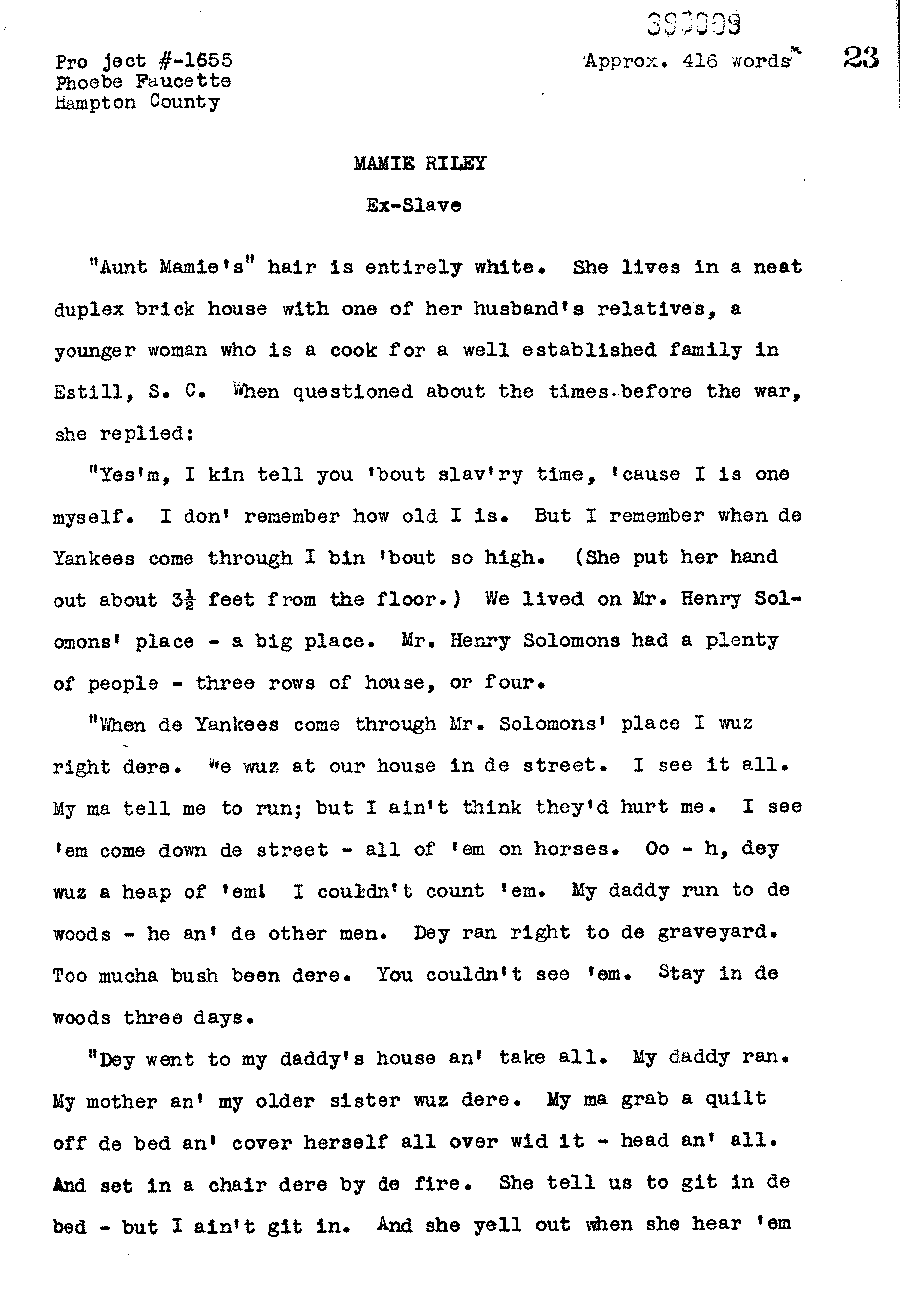 Pro ject #-1655
Phoebe Faucette
Hampton County
Approx. 416 words
23
MAMIE RILEY
Ex-Slave
"Aunt Mamie's" hair is entirely white. She lives in a neat
duplex brick house with one of her husband's relatives, a
younger woman who is a cook for a well established family in
Estill, S. C. When questioned about the times before the war,
she replied:
"Yes'm, I kin tell you 'bout slav'ry time, 'cause I is one
myself. I don' remember how old I is. But I remember when de
Yankees come through I bin 'bout so high. (She put her hand
out about 3½ feet from the floor.) We lived on Mr. Henry Sol-
omons' place - a big place. Mr. Henry Solomons had a plenty
of people - three rows of house, or four.
"When de Yankees come through Mr. Solomons' place I wuz
right dere. We wuz at our house in de street. I see it all.
My ma tell me to run; but I ain't think they'd hurt me. I see
'em come down de street - all of 'em on horses. Oo - h, dey
wuz a heap of 'em! I couldn't count 'em. My daddy run to de
woods - he an' de other men. Dey ran right to de graveyard.
Too mucha bush been dere. You couldn't see 'em. Stay in de
woods three days.
"Dey went to my daddy's house an' take all. My daddy ran.
My mother an' my older sister wuz dere. My ma grab a quilt
off de bed an' cover herself all over wid it - head an' all.
And set in a chair dere by de fire. She tell us to git in de
bed - but I ain't git in. And she yell out when she hear 'em